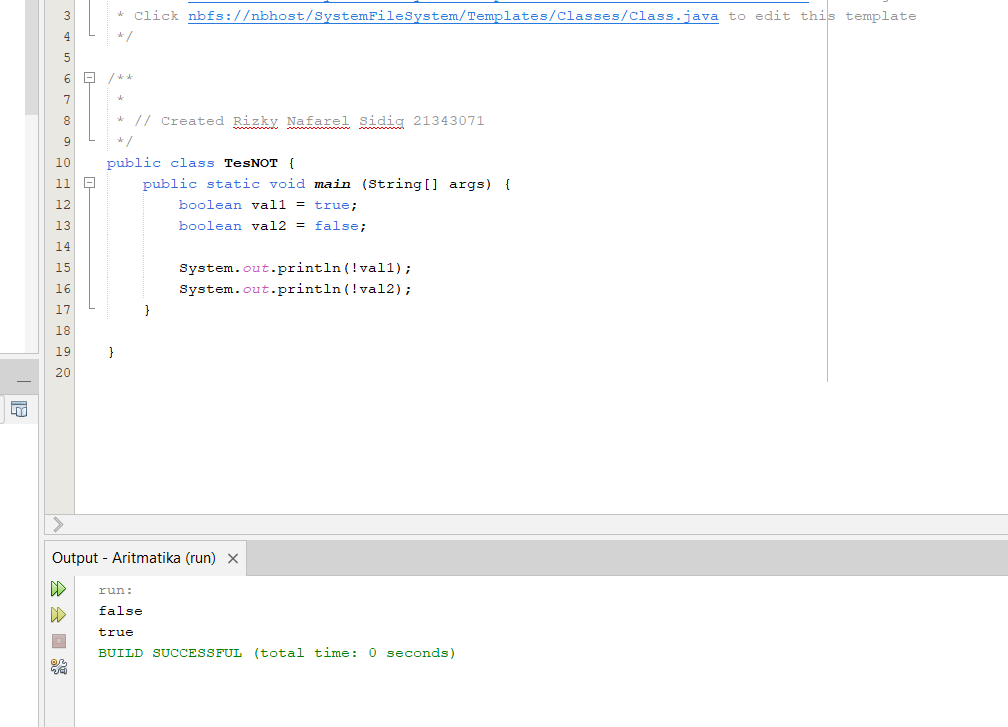 3 * Click nbfs://nbhost/SystemFileSystem/Templates/Classes/Class.java to edit this template
4 */
5
6 /**
7 *
8 * // Created Rizky Nafarel Sidiq 21343071
9 */
10 public class TesNOT {
11 public static void main (String[] args) {
12 boolean val1 = true;
13 boolean val2 = false;
14
15 System.out.println(!val1);
16 System.out.println(!val2);
17 }
18
19 }
20
Output - Aritmatika (run)
run:
false
true
BUILD SUCCESSFUL (total time: 0 seconds)